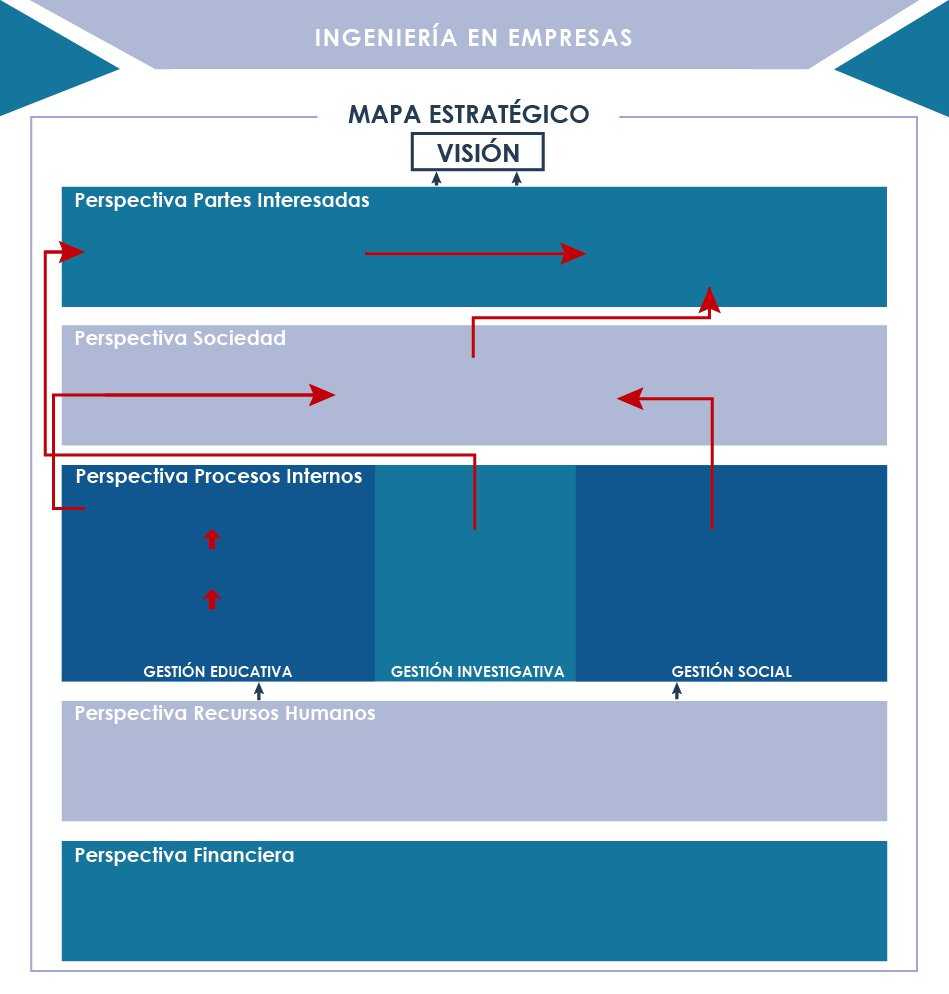 INGENIERÍA EN EMPRESAS
MAPA ESTRATÉGICO
VISIÓN
Perspectiva Partes Interesadas
Perspectiva Sociedad
Perspectiva Procesos Internos
GESTIÓN EDUCATIVA
GESTIÓN INVESTIGATIVA
GESTIÓN SOCIAL
Perspectiva Recursos Humanos
Perspectiva Financiera